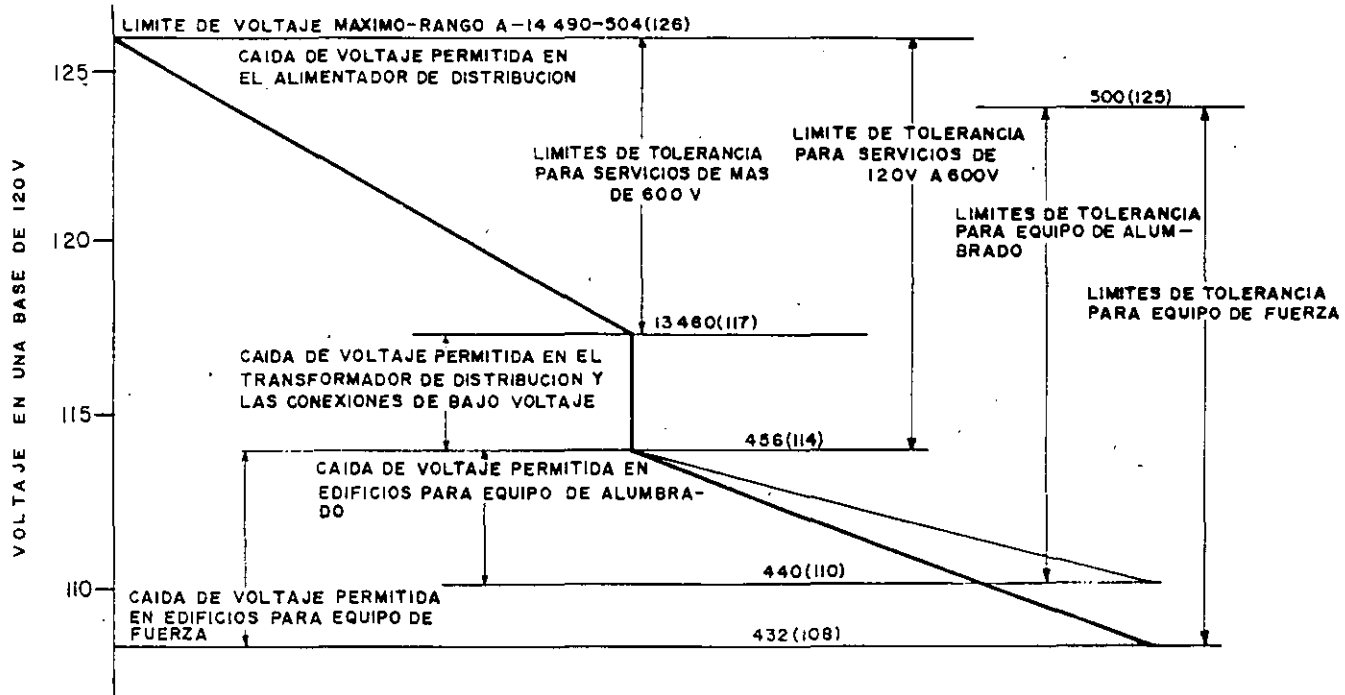 LIMITE DE VOLTAJE MAXIMO-RANGO A-14 490-504(126)
CAIDA DE VOLTAJE PERMITIDA EN
EL ALIMENTADOR DE DISTRIBUCION
125
500(125)
LIMITES DE TOLERANCIA
PARA SERVICIOS DE MAS
DE 600 V
LIMITE DE TOLERANCIA
PARA SERVICIOS DE
120V A 600V
LIMITES DE TOLERANCIA
PARA EQUIPO DE ALUM-
BRADO
LIMITES DE TOLERANCIA
PARA EQUIPO DE FUERZA
VOLTAJE EN UNA BASE DE 120V
120
13460(117)
CAIDA DE VOLTAJE PERMITIDA EN EL
TRANSFORMADOR DE DISTRIBUCION Y
LAS CONEXIONES DE BAJO VOLTAJE
115
456(114)
CAIDA DE VOLTAJE PERMITIDA EN
EDIFICIOS PARA EQUIPO DE ALUMBRA-
DO
440(110)
110
CAIDA DE VOLTAJE PERMITIDA
EN EDIFICIOS PARA EQUIPO DE
FUERZA
432(108)